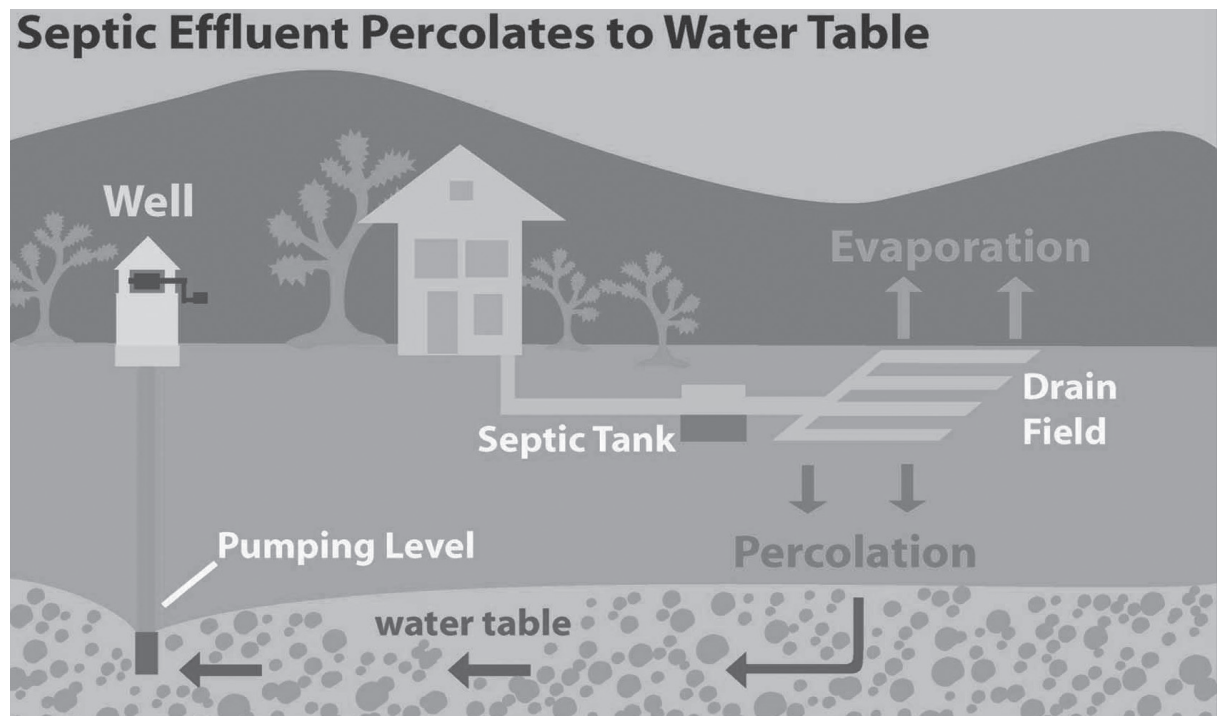 Septic Effluent Percolates to Water Table
Well
Evaporation
Drain
Field
Septic Tank
Pumping Level
Percolation
water table